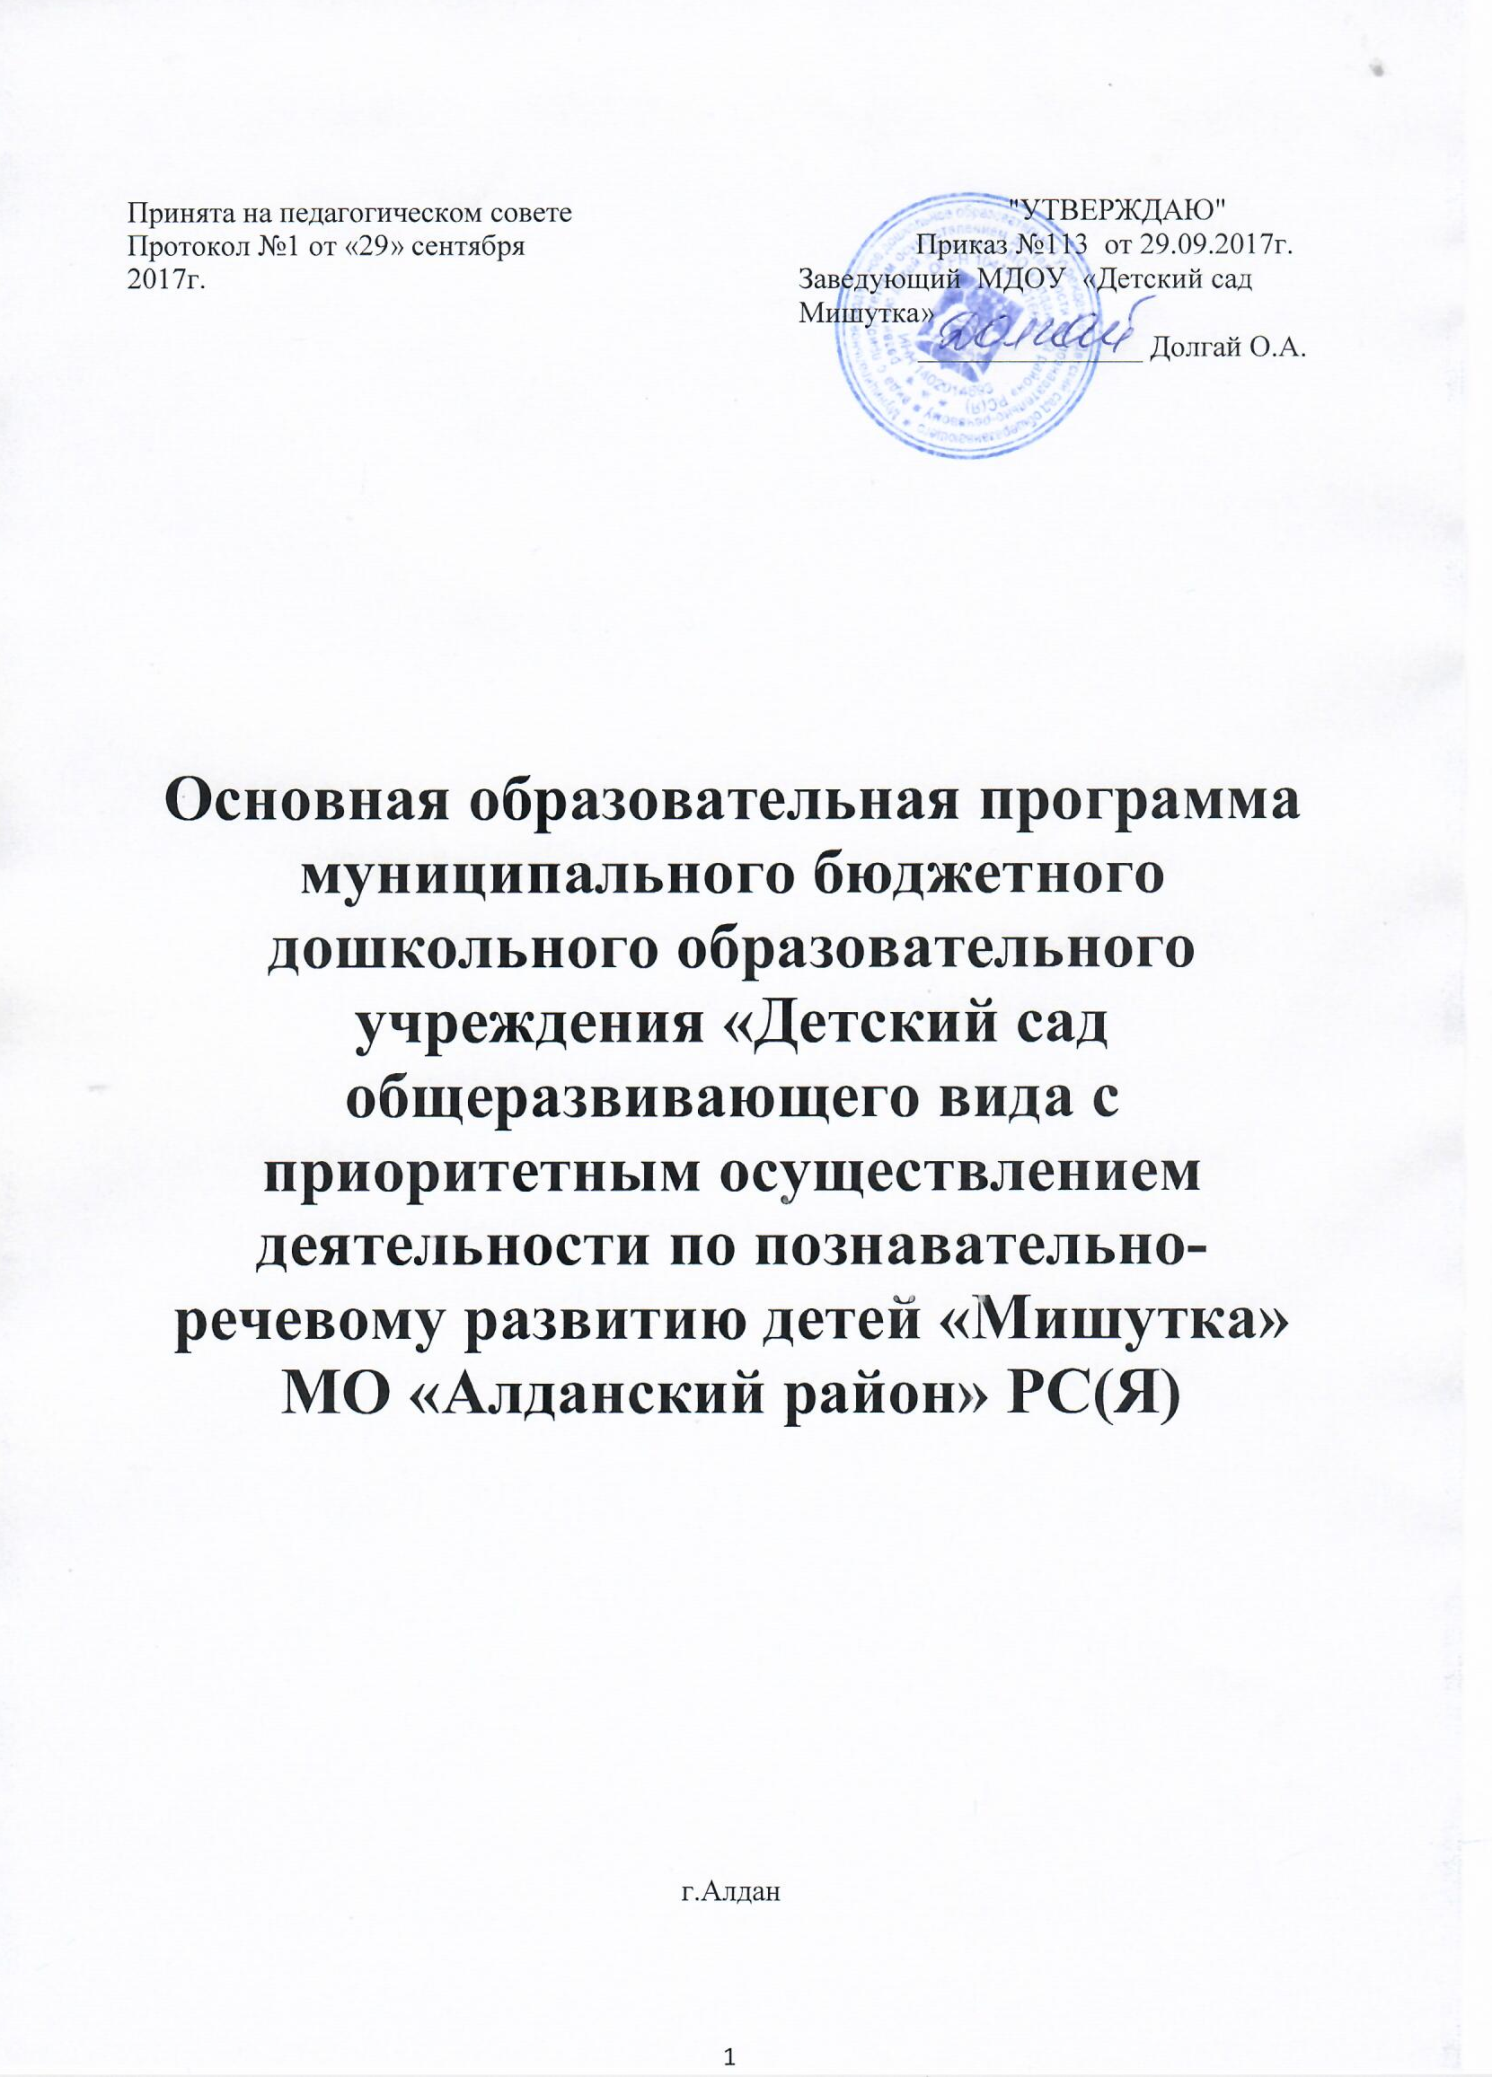 Принята на педагогическом совете
Протокол №1 от «29» сентября
2017г.
"УТВЕРЖДАЮ"
Приказ №113 от 29.09.2017г.
Заведующий МДОУ «Детский сад
Мишутка»
Долгай О.А.
Основная образовательная программа
муниципального бюджетного
дошкольного образовательного
учреждения «Детский сад
общеразвивающего вида с
приоритетным осуществлением
деятельности по познавательно-
речевому развитию детей «Мишутка»
МО «Алданский район» РС(Я)
г.Алдан
1